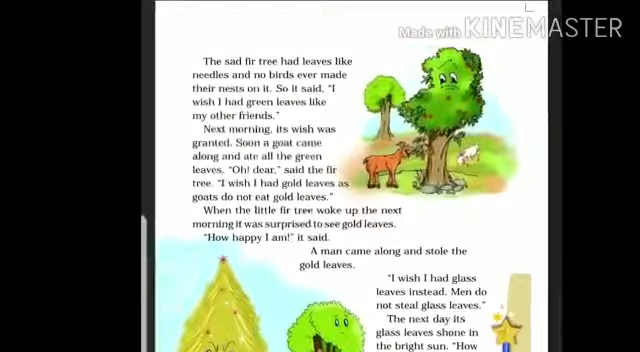 Made with KINEMASTER
The sad fir tree had leaves like
needles and no birds ever made
their nests on it. So it said, "I
wish I had green leaves like
my other friends."
Next morning, its wish was
granted. Soon a goat came
along and ate all the green
leaves. "Oh! dear," said the fir
tree. "I wish I had gold leaves as
goats do not eat gold leaves."
When the little fir tree woke up the next
morning it was surprised to see gold leaves.
"How happy I am!" it said.
A man came along and stole the
gold leaves.
"I wish I had glass
leaves instead. Men do
not steal glass leaves."
The next day its
glass leaves shone in
the bright sun. "How